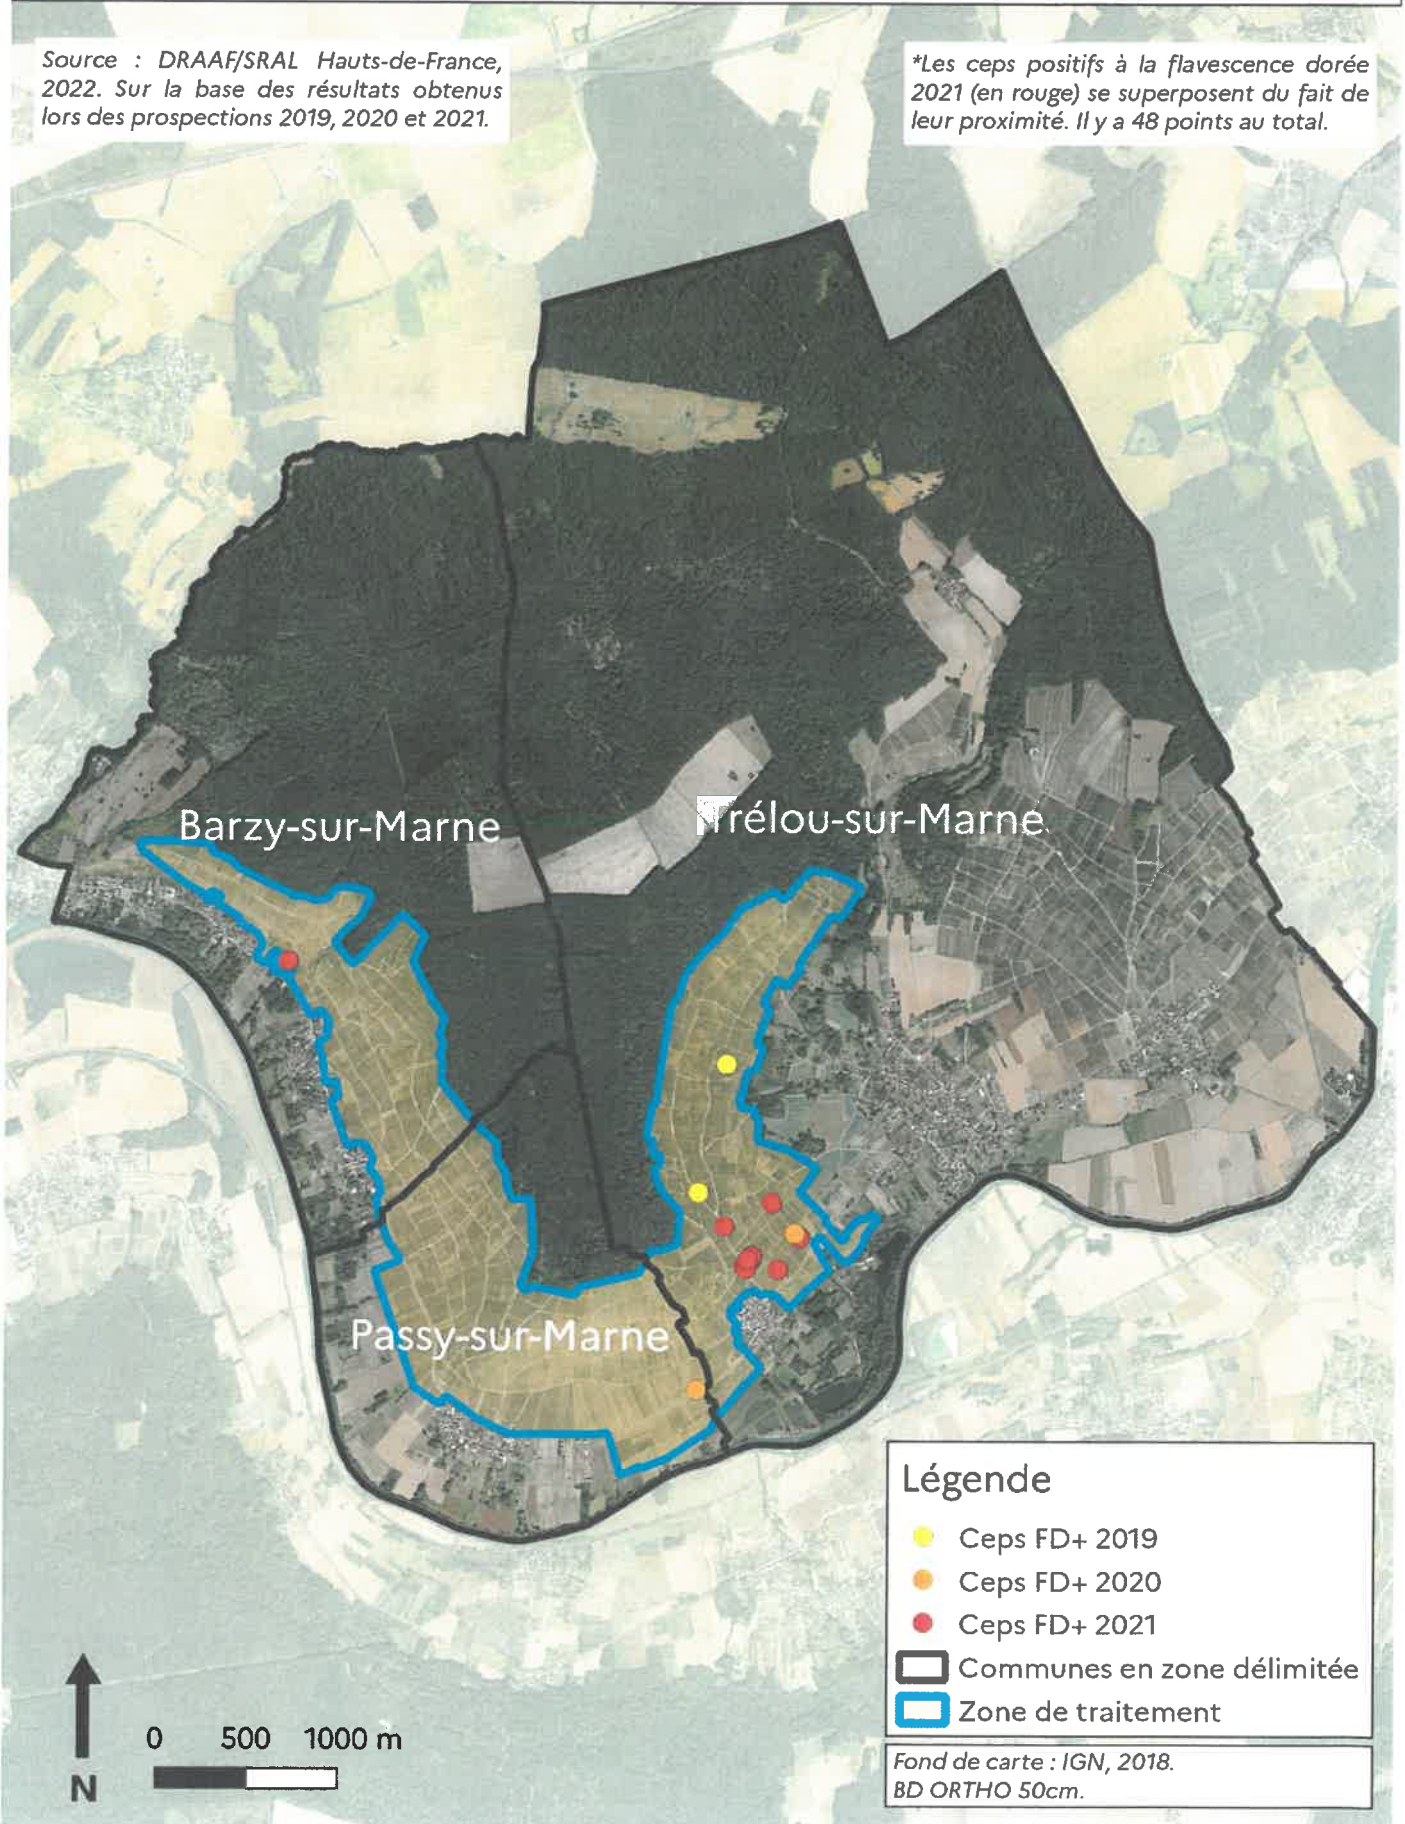 Source : DRAAF/SRAL Hauts-de-France,
2022. Sur la base des résultats obtenus
lors des prospections 2019, 2020 et 2021.
*Les ceps positifs à la flavescence dorée
2021 (en rouge) se superposent du fait de
leur proximité. Il y a 48 points au total.
Barzy-sur-Marne
Trélou-sur-Marne
Passy-sur-Marne
Légende
Ceps FD+ 2019
Ceps FD+ 2020
Ceps FD+ 2021
Communes en zone délimitée
Zone de traitement
0 500 1000 m
N
Fond de carte : IGN, 2018.
BD ORTHO 50cm.